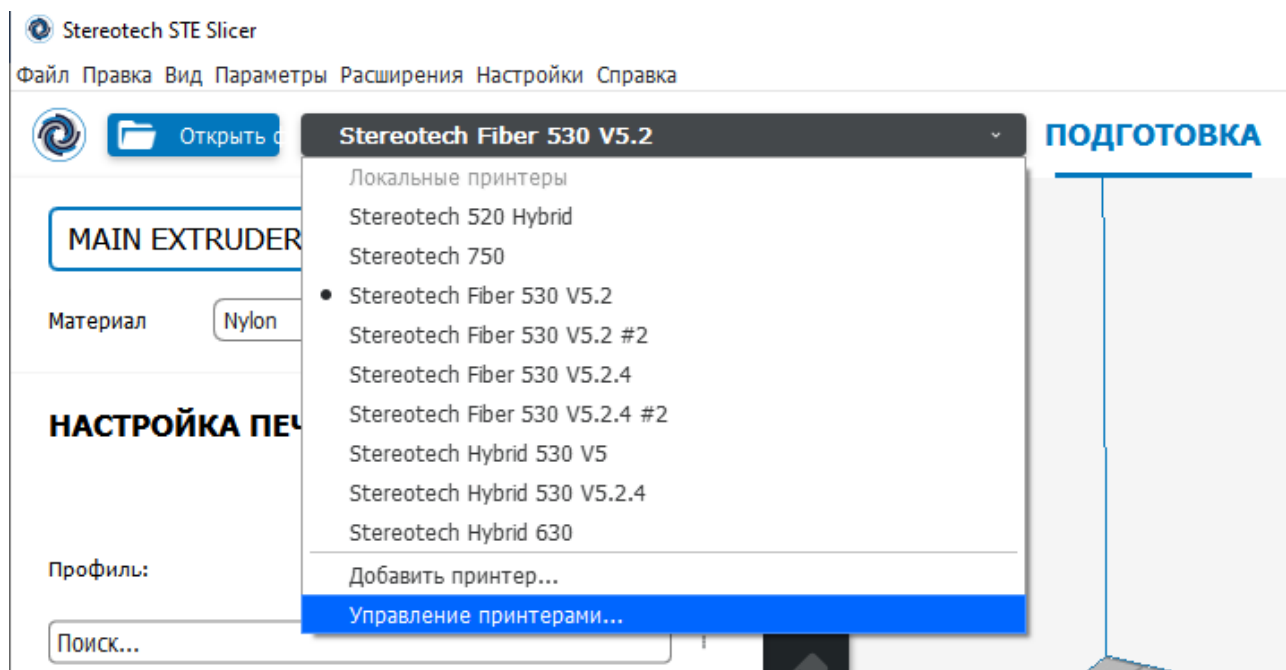 Stereotech STE Slicer
Файл Правка Вид Параметры Расширения Настройки Справка
Открыть
Stereotech Fiber 530 V5.2
ПОДГОТОВКА
Локальные принтеры
Stereotech 520 Hybrid
MAIN EXTRUDER
Stereotech 750
Stereotech Fiber 530 V5.2
Материал
Nylon
Stereotech Fiber 530 V5.2 #2
Stereotech Fiber 530 V5.2.4
Stereotech Fiber 530 V5.2.4 #2
НАСТРОЙКА
Stereotech Hybrid 530 V5
Stereotech Hybrid 530 V5.2.4
Stereotech Hybrid 630
Профиль:
Добавить принтер...
Управление принтерами...
Поиск...